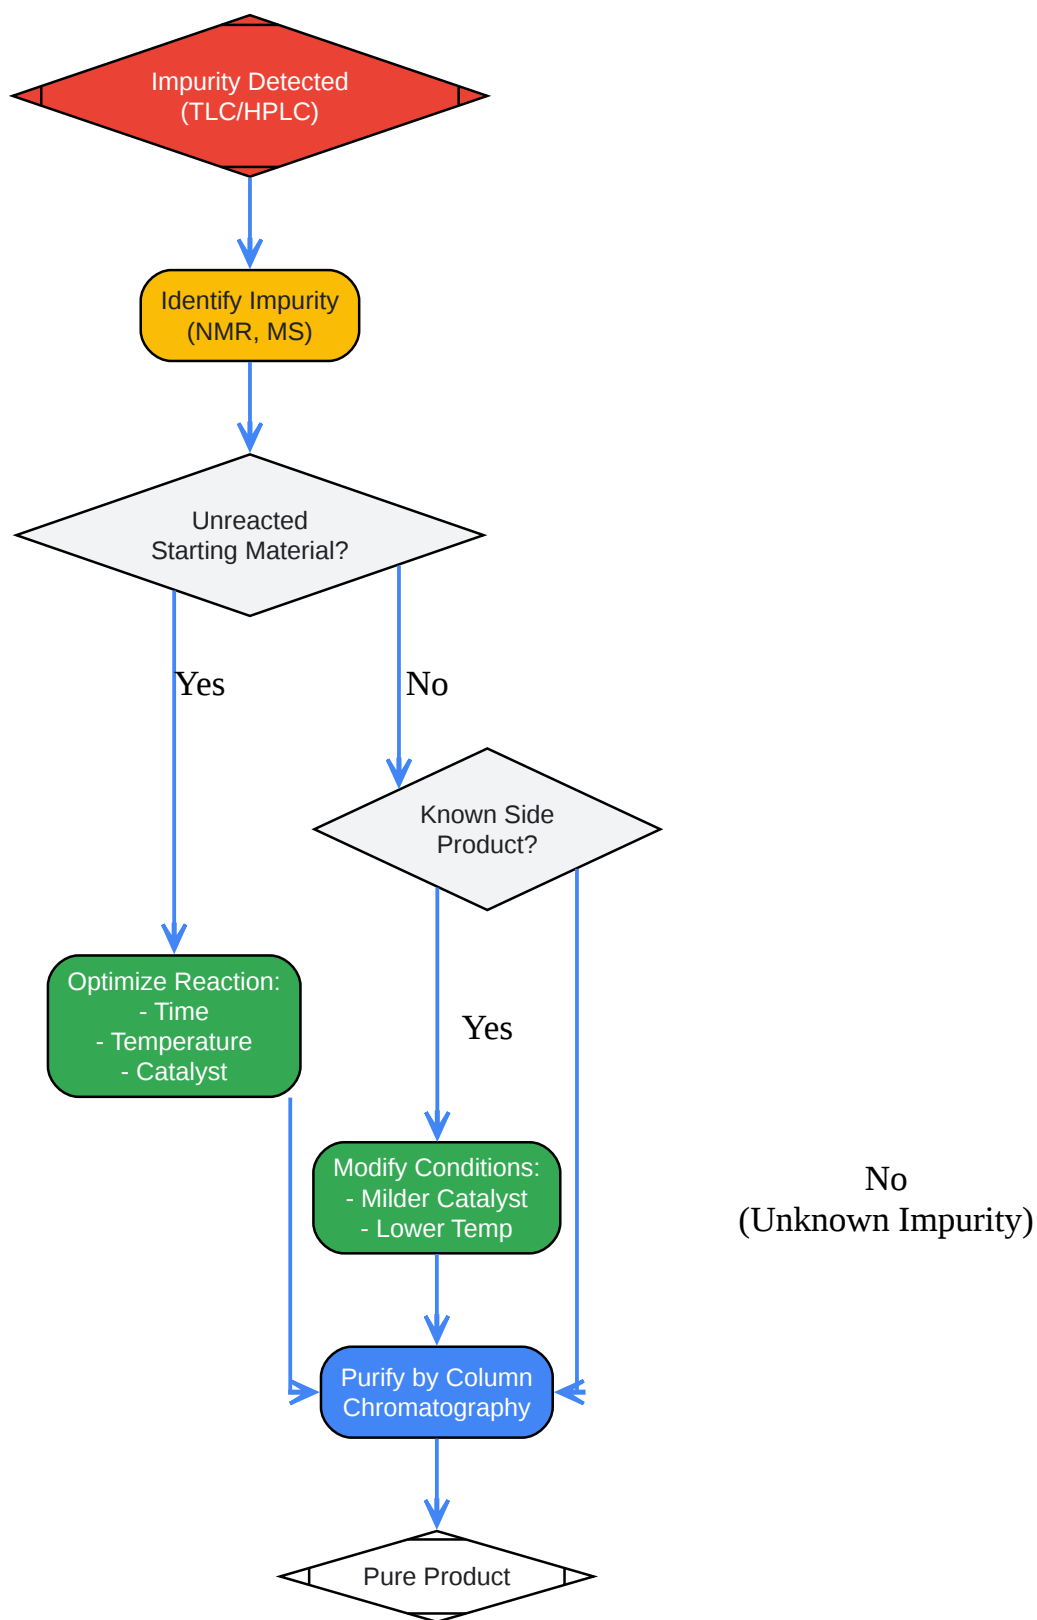 Impurity Detected
(TLC/HPLC)
Identify Impurity
(NMR, MS)
Unreacted
Starting Material?
Yes
No
Known Side
Product?
Optimize Reaction:
- Time
- Temperature
- Catalyst
Yes
Modify Conditions:
- Milder Catalyst
- Lower Temp
No
(Unknown Impurity)
Purify by Column
Chromatography
Pure Product